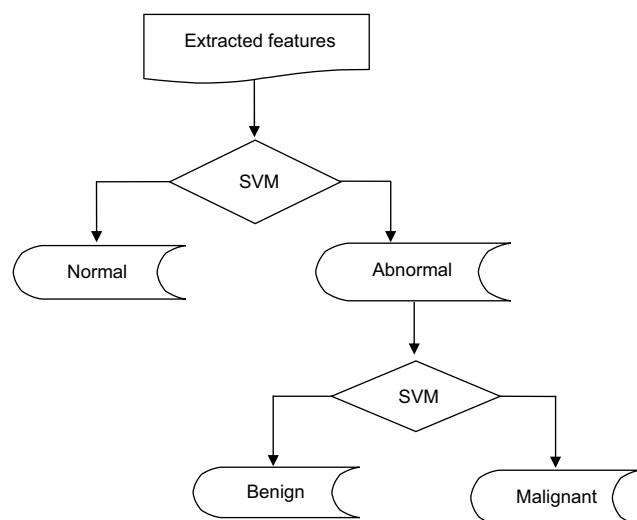 Extracted features
SVM
Normal
Abnormal
SVM
Benign
Malignant